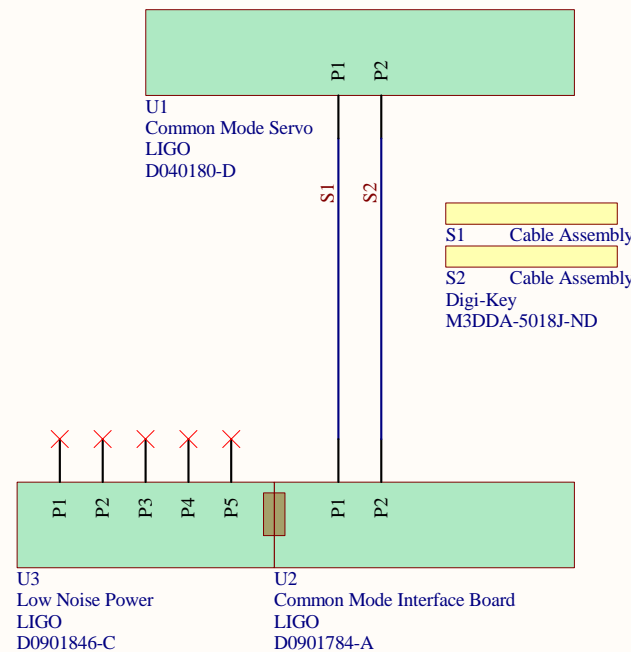 P1
P2
U1
Common Mode Servo
LIGO
D040180-D
S1
S2
S1 Cable Assembly
S2 Cable Assembly
Digi-Key
M3DDA-5018J-ND
P1
P2
P3
P4
P5
P1
P2
U3
Low Noise Power
LIGO
D0901846-C
U2
Common Mode Interface Board
LIGO
D0901784-A